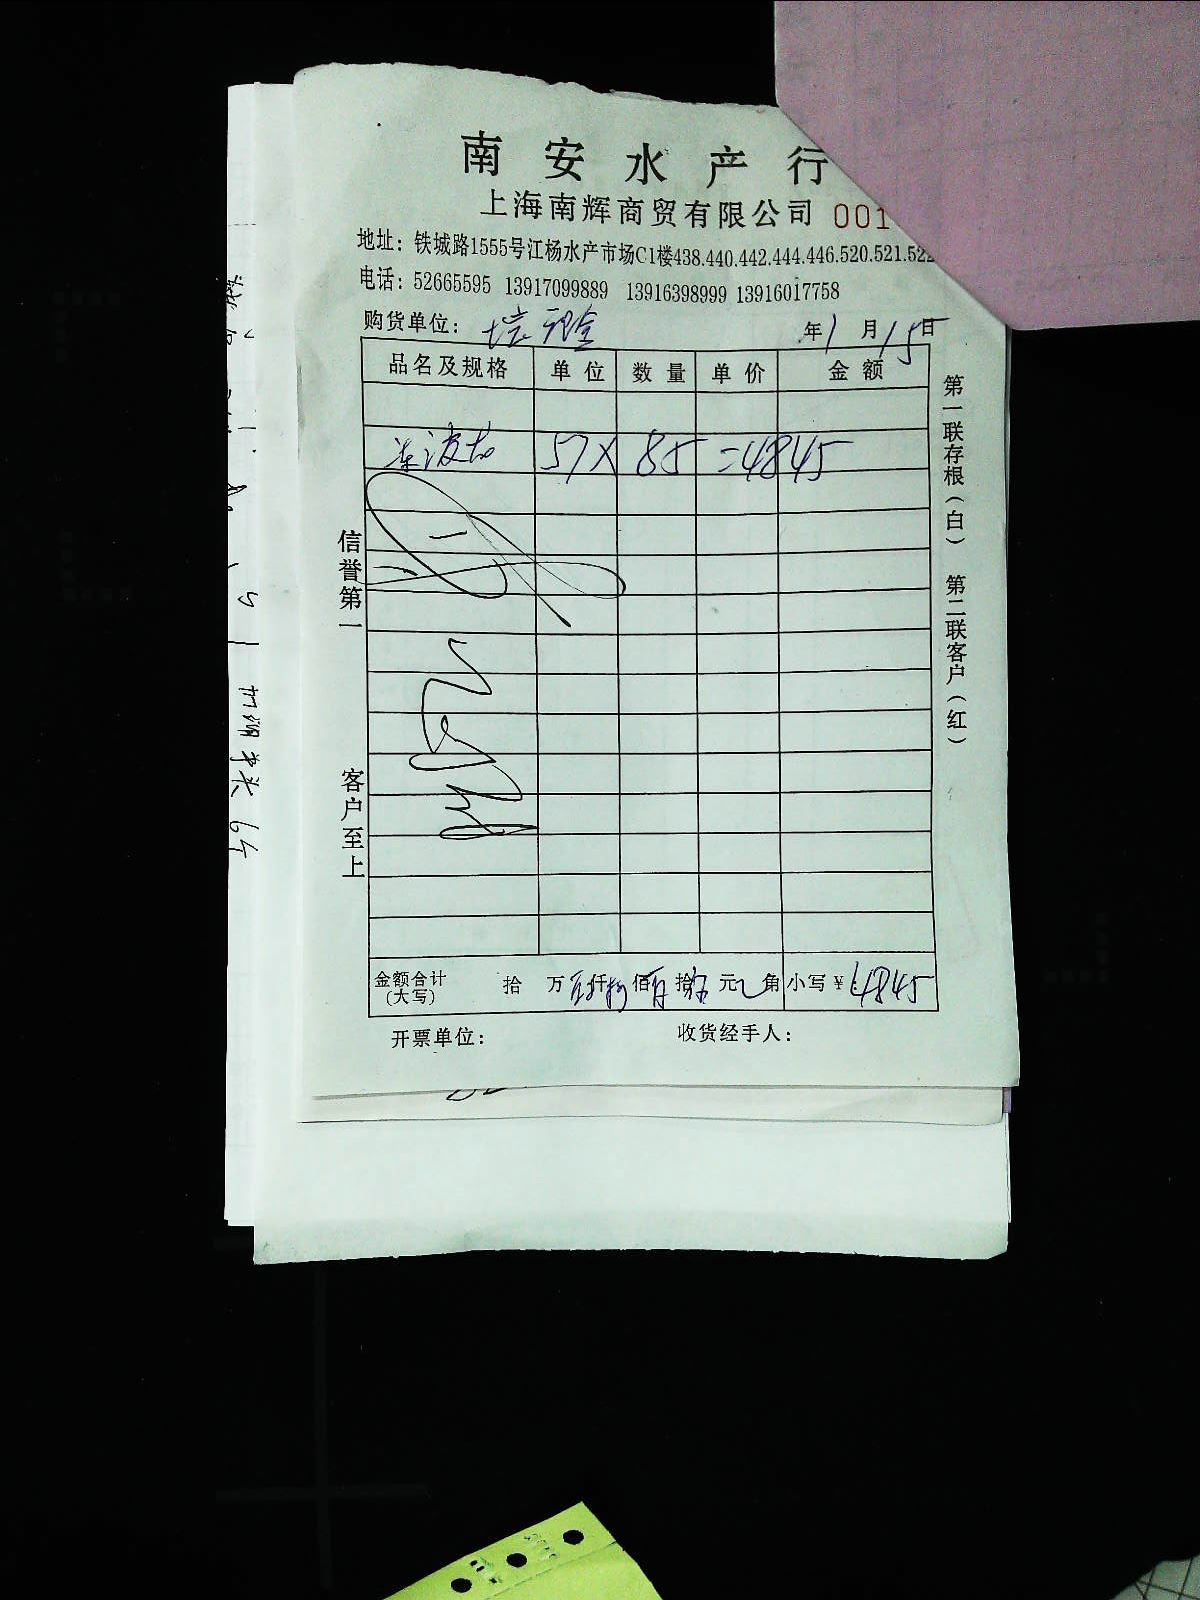 南安水产行
上海南辉商贸有限公司 001
地址：铁城路1555号江杨水产市场C1楼438.440.442.444.446.520.521.522
电话：52665595 13917099889 13916398999 13916017758
购货单位： 年1月15日
品名及规格 单位 数量 单价 金额
57X 85 =4845
金额合计（大写） 拾 万 仟 佰 拾 元 角 小写￥：4845
开票单位： 收货经手人：
信誉第一
客户至上
第一联存根（白） 第二联客户（红）